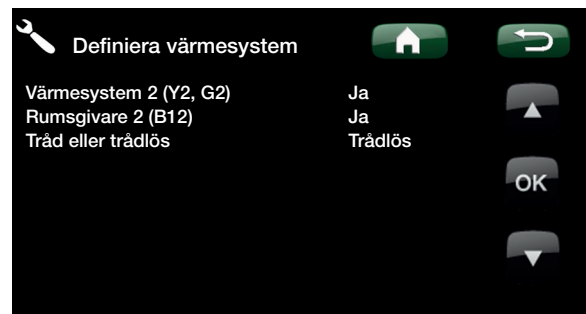 Definiera värmesystem
Värmesystem 2 (Y2, G2) Ja
Rumsgivare 2 (B12) Ja
Tråd eller trådlös Trådlös
OK